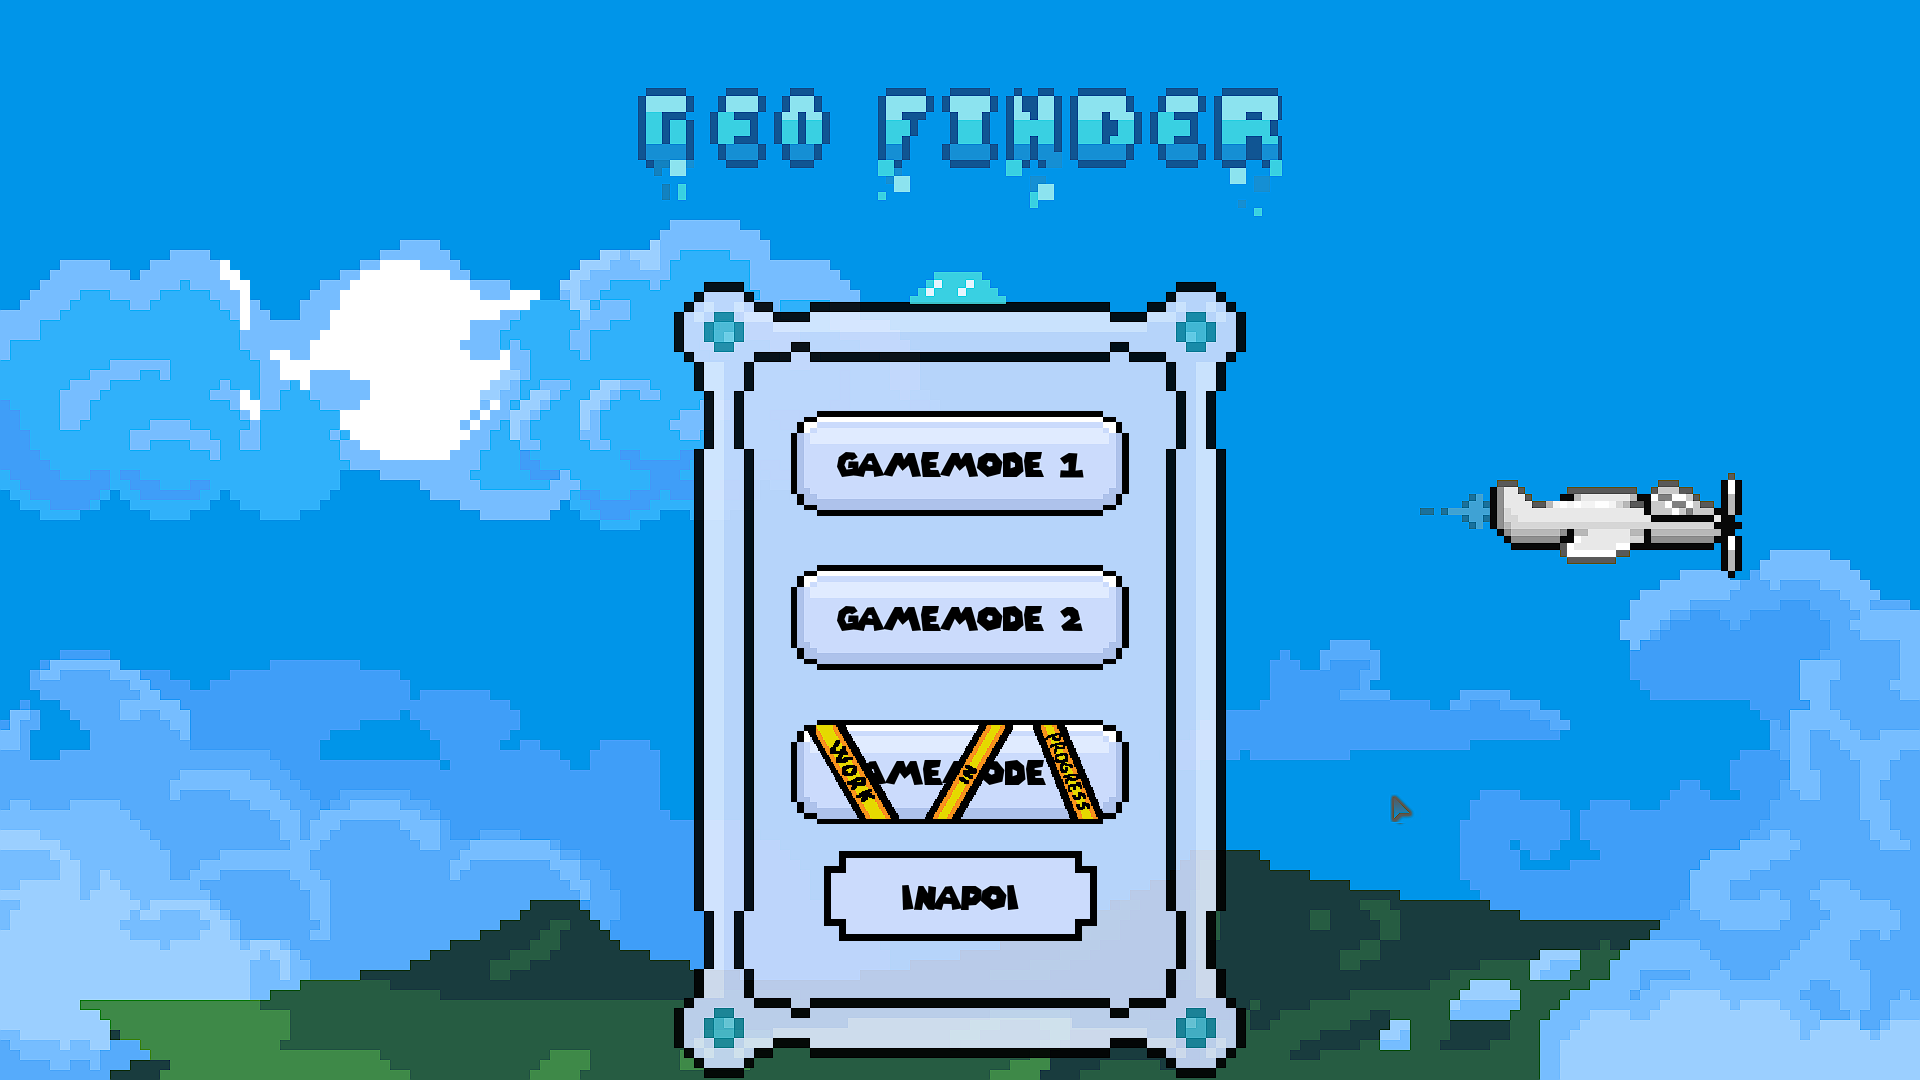 GEO FINDER
GAMEMODE 1
GAMEMODE 2
WORK IN PROGRESS
INAPOI